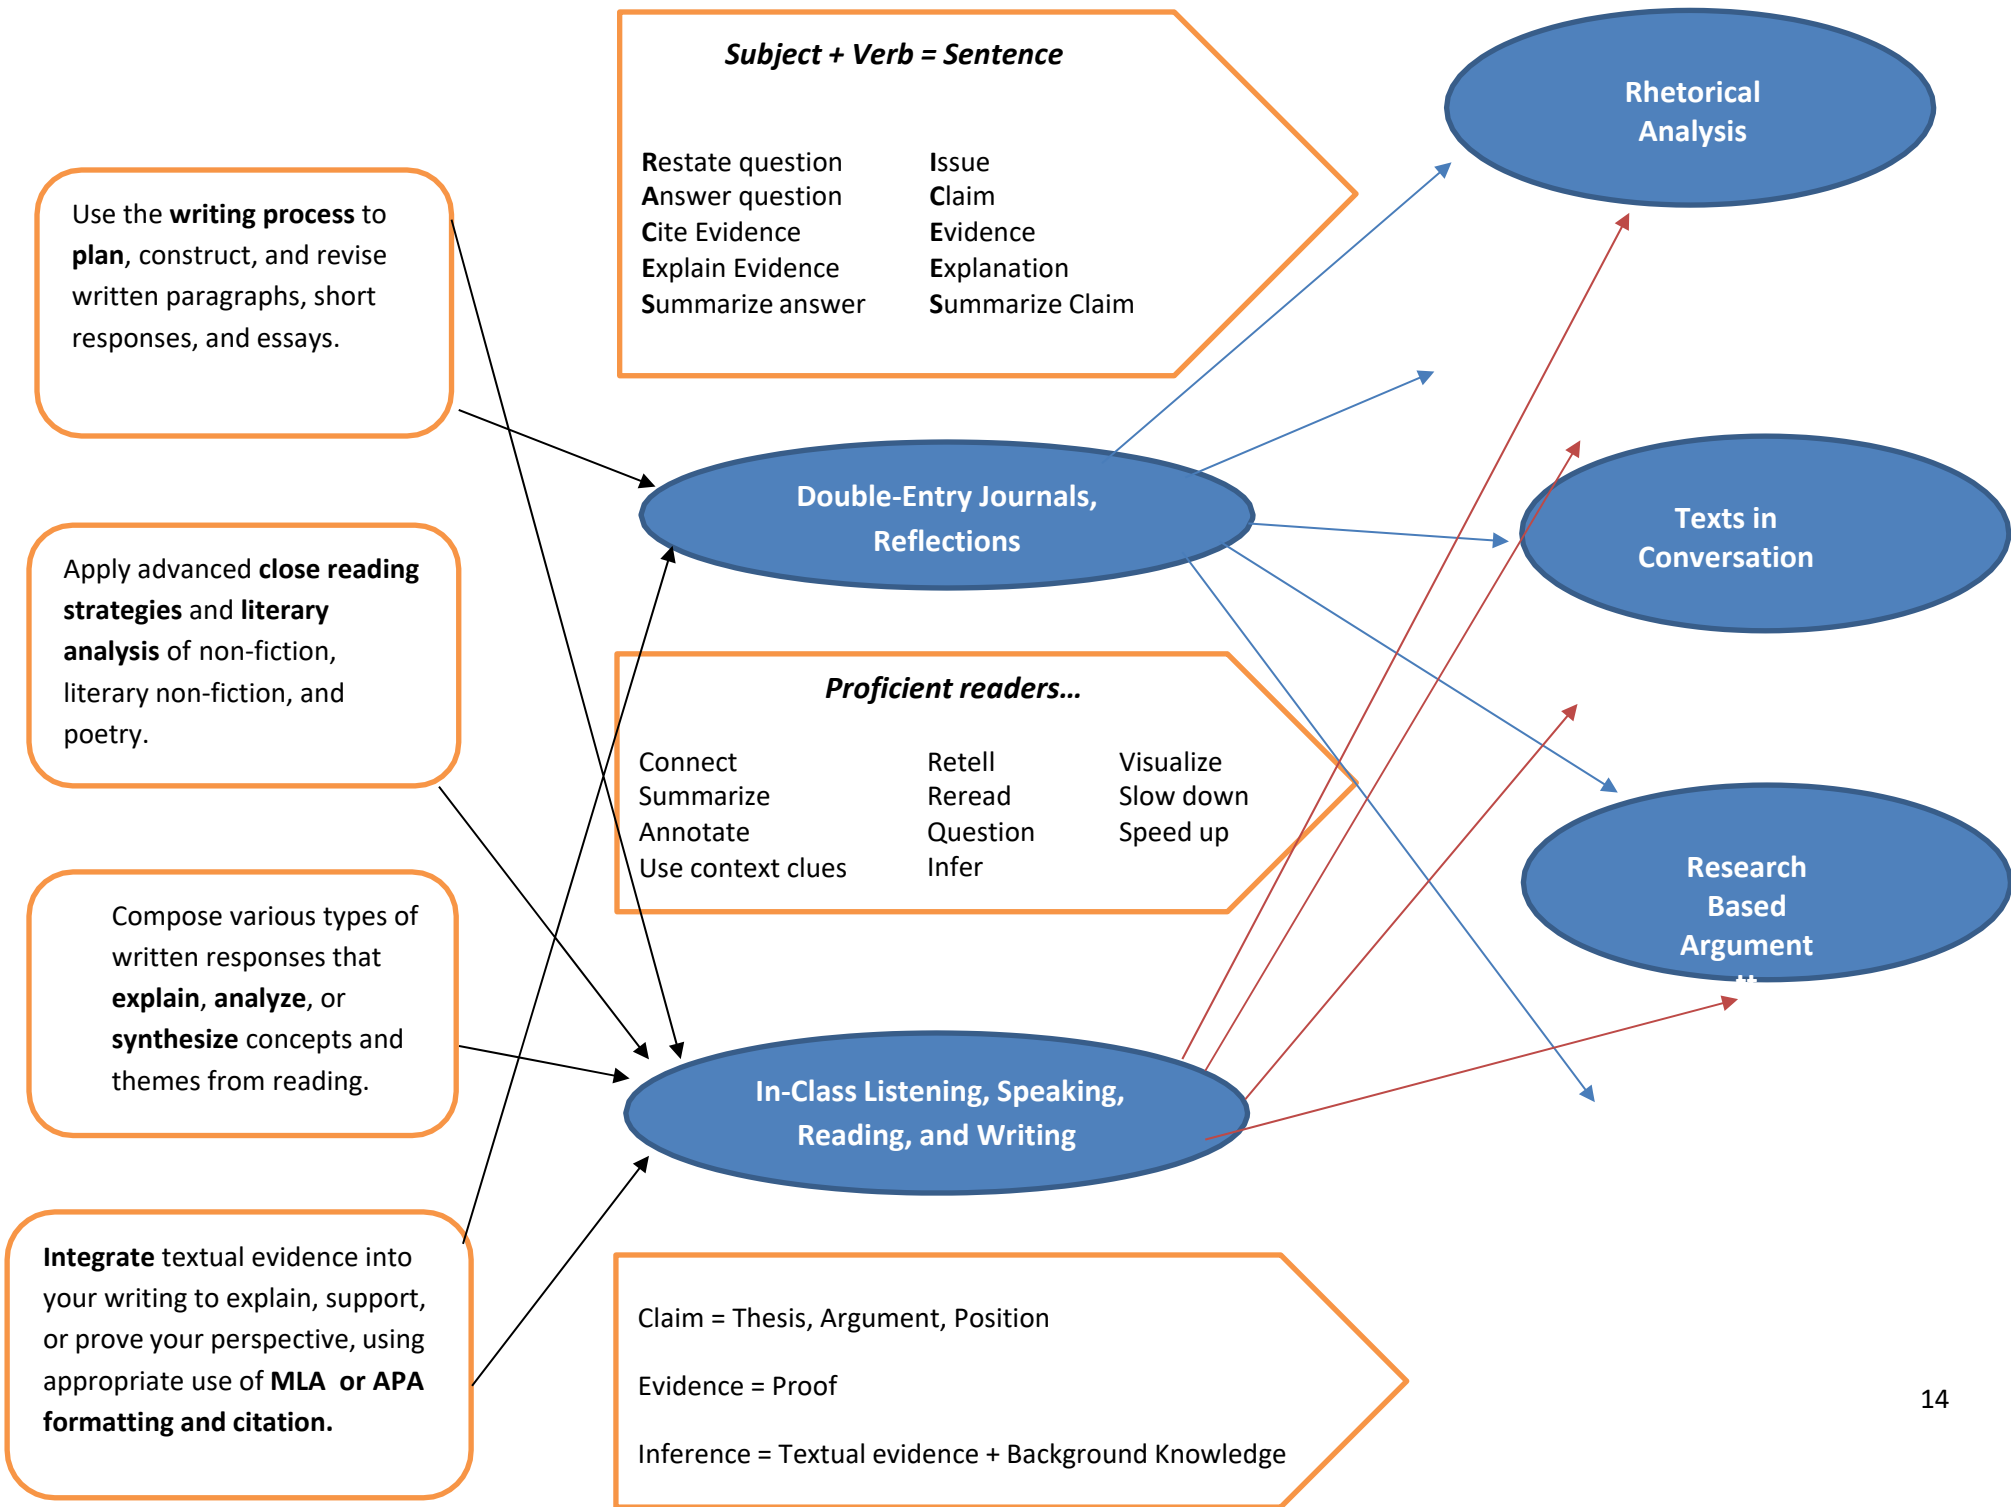 Subject + Verb = Sentence
Restate question
Answer question
Cite Evidence
Explain Evidence
Summarize answer
Issue
Claim
Evidence
Explanation
Summarize Claim
Rhetorical
Analysis
Use the writing process to
plan, construct, and revise
written paragraphs, short
responses, and essays.
Double-Entry Journals,
Reflections
Texts in
Conversation
Apply advanced close reading
strategies and literary
analysis of non-fiction,
literary non-fiction, and
poetry.
Proficient readers…
Connect
Summarize
Annotate
Use context clues
Retell
Reread
Question
Infer
Visualize
Slow down
Speed up
Research
Based
Argument
Compose various types of
written responses that
explain, analyze, or
synthesize concepts and
themes from reading.
In-Class Listening, Speaking,
Reading, and Writing
Integrate textual evidence into
your writing to explain, support,
or prove your perspective, using
appropriate use of MLA  or APA
formatting and citation.
Claim = Thesis, Argument, Position
Evidence = Proof
Inference = Textual evidence + Background Knowledge
14